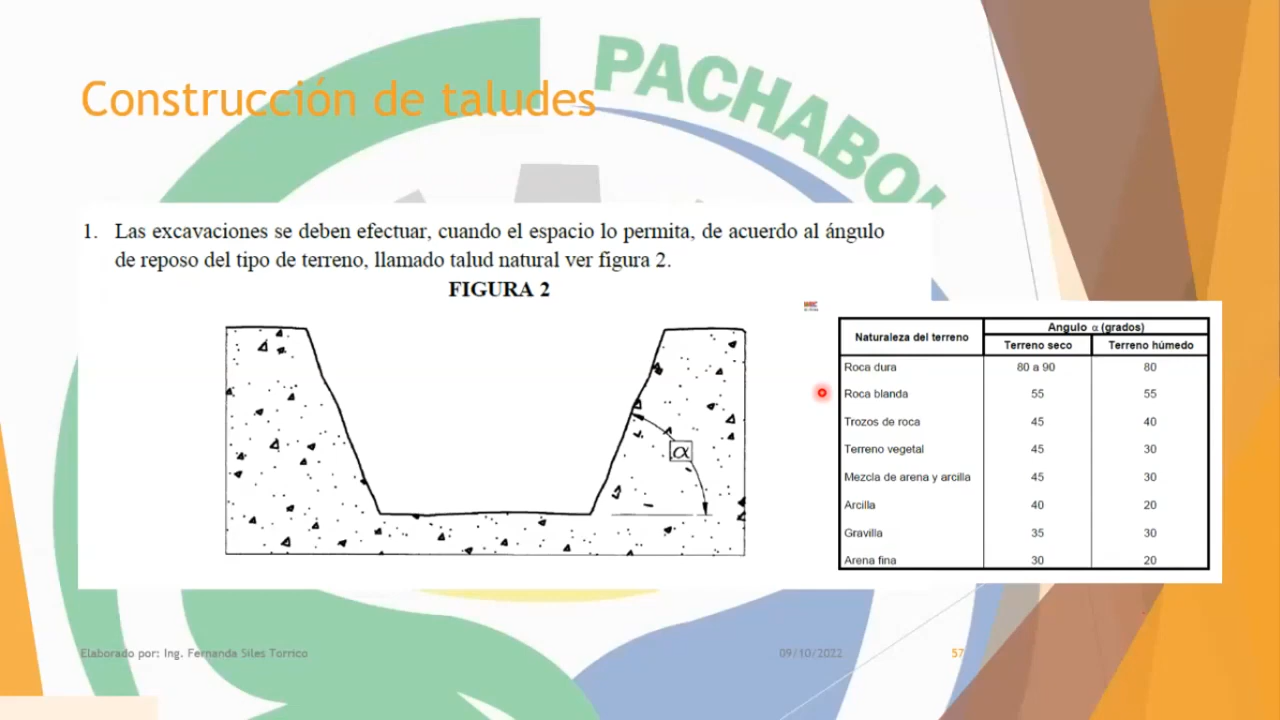 PACHABOL
Construcción de taludes
1. Las excavaciones se deben efectuar, cuando el espacio lo permita, de acuerdo al ángulo
de reposo del tipo de terreno, llamado talud natural ver figura 2.
FIGURA 2
α
Naturaleza del terreno
Angulo α (grados)
Terreno seco Terreno húmedo
Roca dura 80 a 90 80
Roca blanda 55 55
Trozos de roca 45 40
Terreno vegetal 45 30
Mezcla de arena y arcilla 45 30
Arcilla 40 20
Gravilla 35 30
Arena fina 30 20
Elaborado por: Ing. Fernanda Siles Torrico 09/10/2022 57